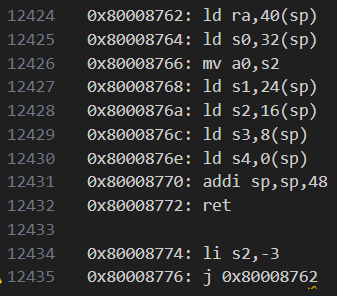 12424 0x80008762: ld ra,40(sp)
12425 0x80008764: ld s0,32(sp)
12426 0x80008766: mv a0,s2
12427 0x80008768: ld s1,24(sp)
12428 0x8000876a: ld s2,16(sp)
12429 0x8000876c: ld s3,8(sp)
12430 0x8000876e: ld s4,0(sp)
12431 0x80008770: addi sp,sp,48
12432 0x80008772: ret
12433
12434 0x80008774: li s2,-3
12435 0x80008776: j 0x80008762